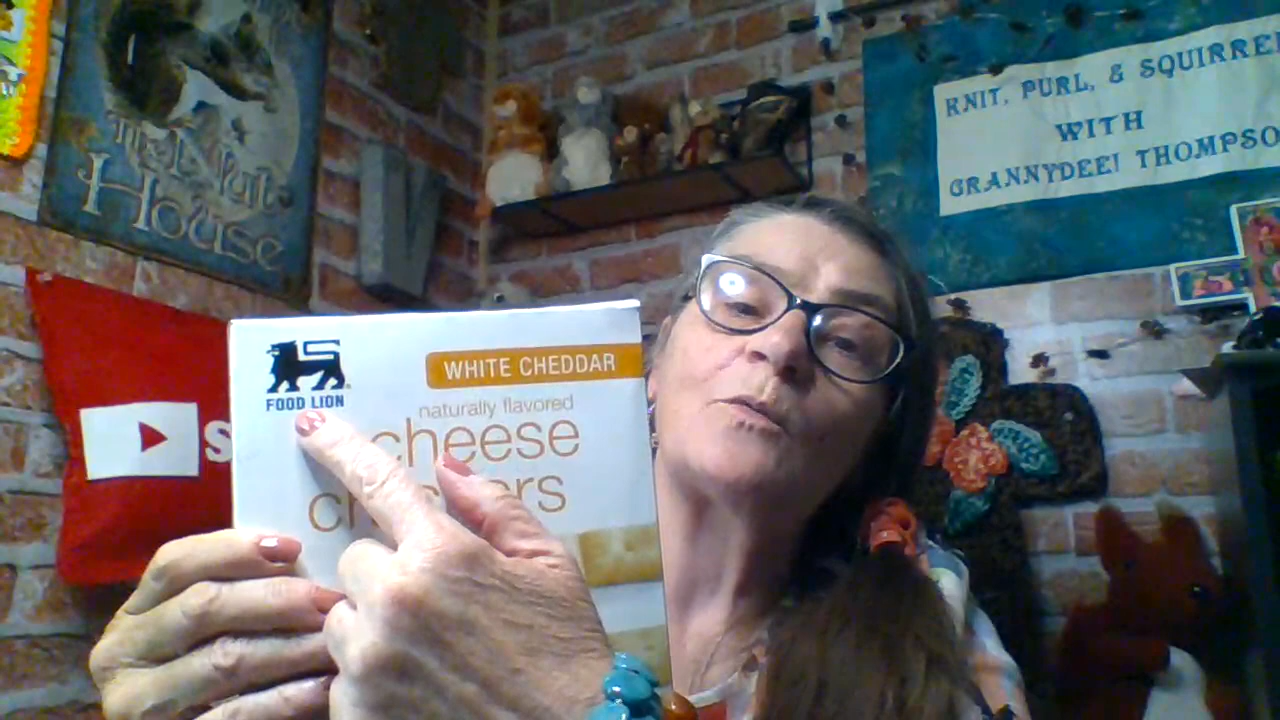 The Nut
House
KNIT, PURL, & SQUIRREL
WITH
GRANNYDEE! THOMPSO
FOOD LION
WHITE CHEDDAR
naturally flavored
cheese
S